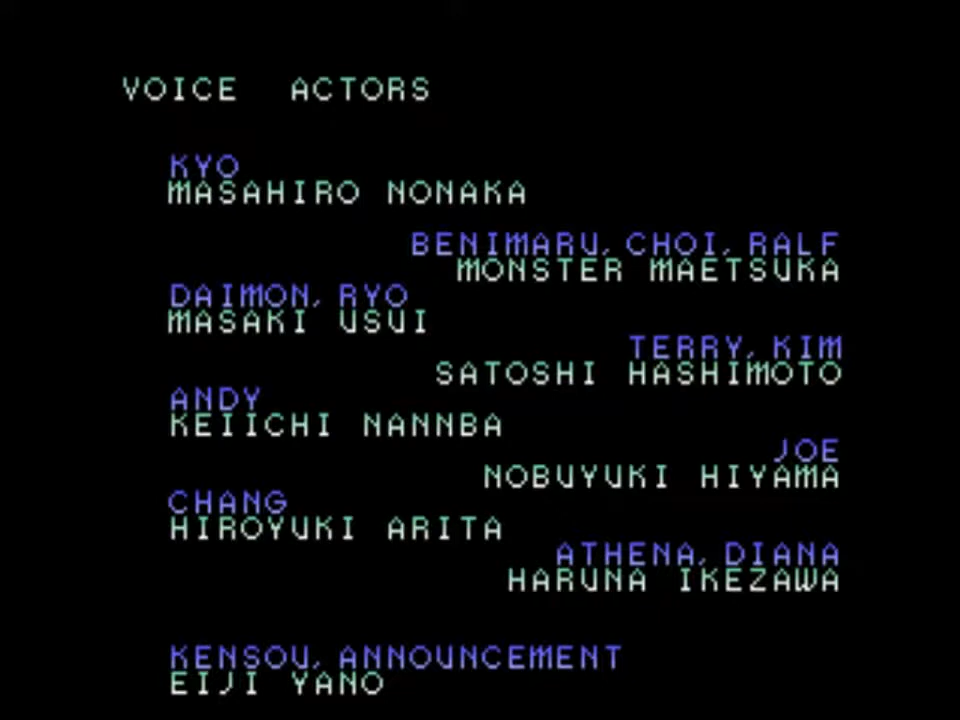 VOICE ACTORS
KYO
MASAHIRO NONAKA
BENIMARU, CHOI, RALF
MONSTER MAETSUKA
DAIMON, RYO
MASAKI USUI
TERRY, KIM
SATOSHI HASHIMOTO
ANDY
KEIICHI NANNBA
JOE
NOBUYUKI HIYAMA
CHANG
HIROYUKI ARITA
ATHENA, DIANA
HARUNA IKEZAWA
KENSOU, ANNOUNCEMENT
EIJI YANO